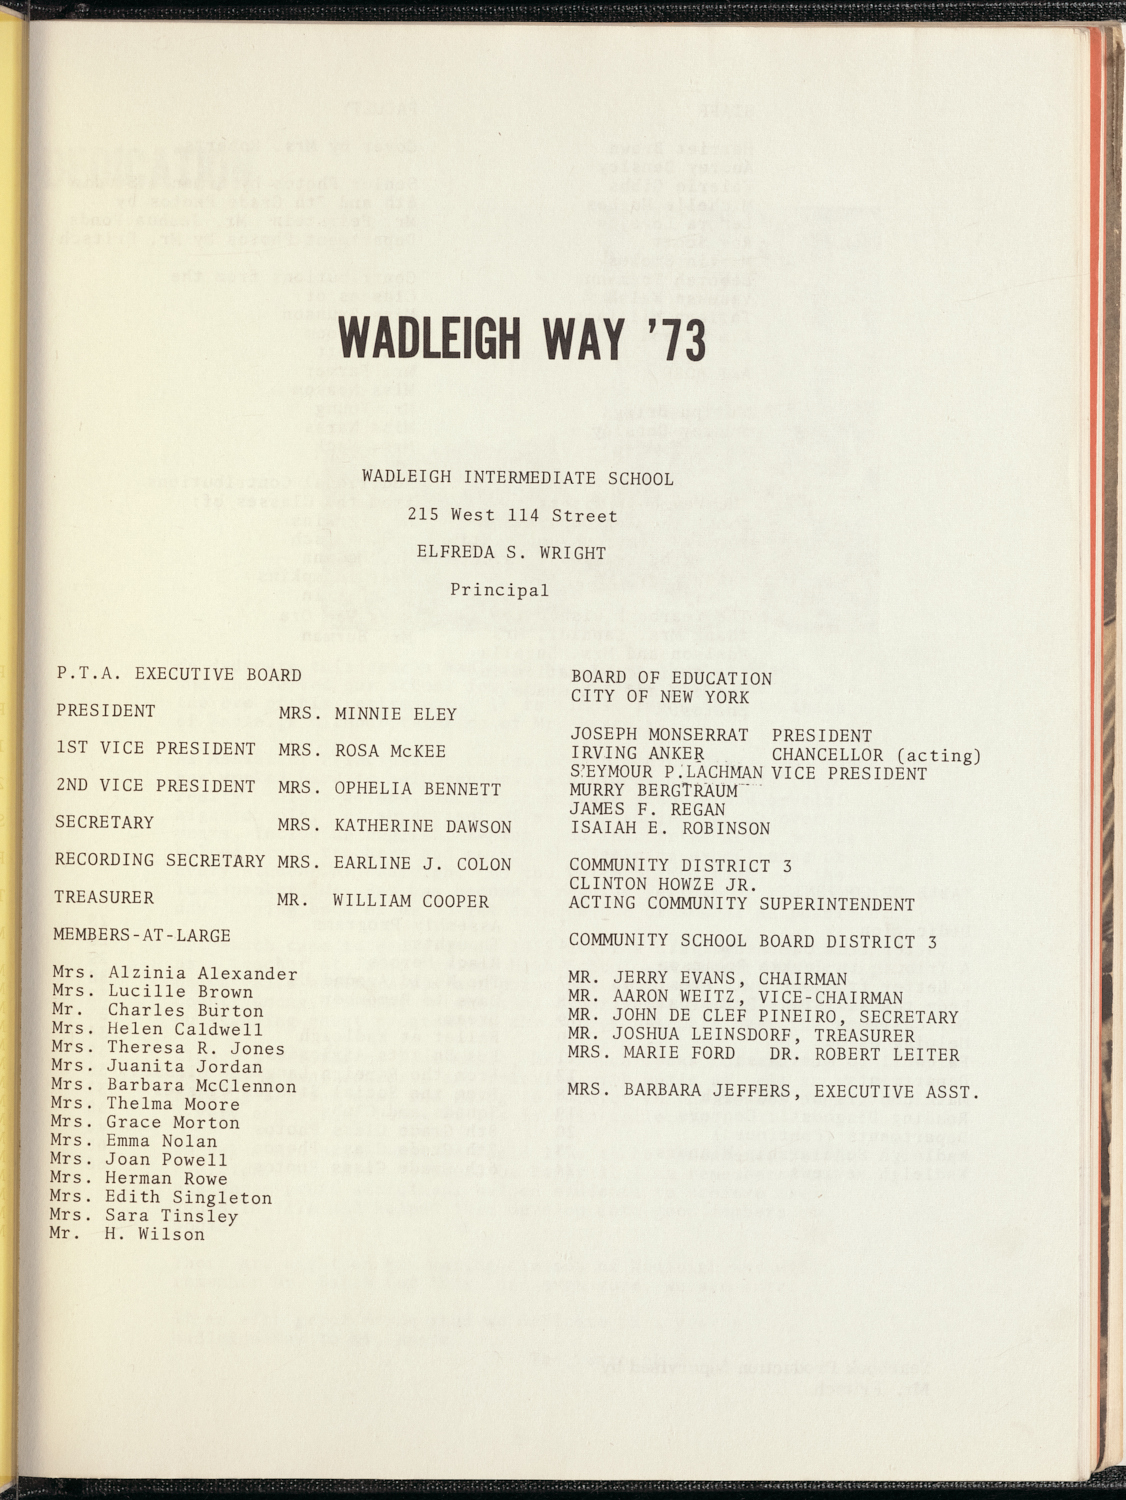 WADLEIGH WAY '73
WADLEIGH INTERMEDIATE SCHOOL
215 West 114 Street
ELFREDA S. WRIGHT
Principal
P.T.A. EXECUTIVE BOARD
PRESIDENT MRS. MINNIE ELEY
1ST VICE PRESIDENT MRS. ROSA McKEE
2ND VICE PRESIDENT MRS. OPHELIA BENNETT
SECRETARY MRS. KATHERINE DAWSON
RECORDING SECRETARY MRS. EARLINE J. COLON
TREASURER MR. WILLIAM COOPER
MEMBERS-AT-LARGE
Mrs. Alzinia Alexander
Mrs. Lucille Brown
Mr. Charles Burton
Mrs. Helen Caldwell
Mrs. Theresa R. Jones
Mrs. Juanita Jordan
Mrs. Barbara McClennon
Mrs. Thelma Moore
Mrs. Grace Morton
Mrs. Emma Nolan
Mrs. Joan Powell
Mrs. Herman Rowe
Mrs. Edith Singleton
Mrs. Sara Tinsley
Mr. H. Wilson
BOARD OF EDUCATION
CITY OF NEW YORK
JOSEPH MONSERRAT PRESIDENT
IRVING ANKER CHANCELLOR (acting)
SEYMOUR P.LACHMAN VICE PRESIDENT
MURRY BERGTRAUM
JAMES F. REGAN
ISAIAH E. ROBINSON
COMMUNITY DISTRICT 3
CLINTON HOWZE JR.
ACTING COMMUNITY SUPERINTENDENT
COMMUNITY SCHOOL BOARD DISTRICT 3
MR. JERRY EVANS, CHAIRMAN
MR. AARON WEITZ, VICE-CHAIRMAN
MR. JOHN DE CLEF PINEIRO, SECRETARY
MR. JOSHUA LEINSDORF, TREASURER
MRS. MARIE FORD DR. ROBERT LEITER
MRS. BARBARA JEFFERS, EXECUTIVE ASST.